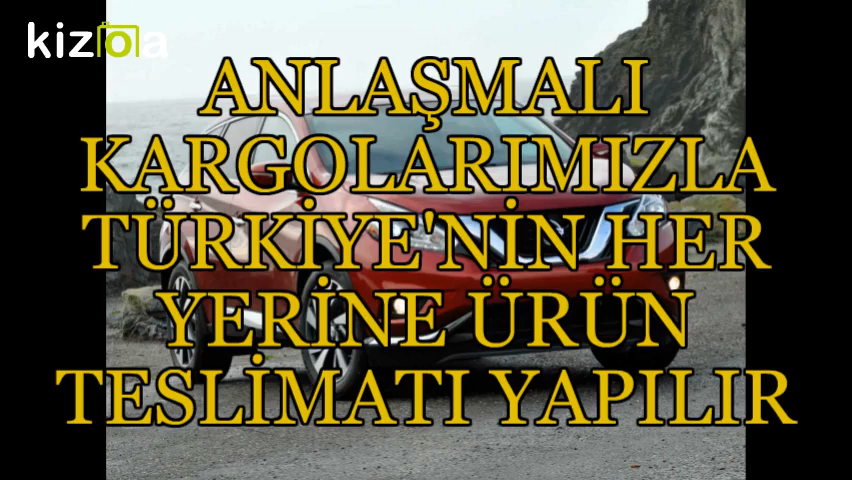 kizoa
ANLAŞMALI
KARGOLARIMIZLA
TÜRKİYE'NİN HER
YERİNE ÜRÜN
TESLİMATI YAPILIR